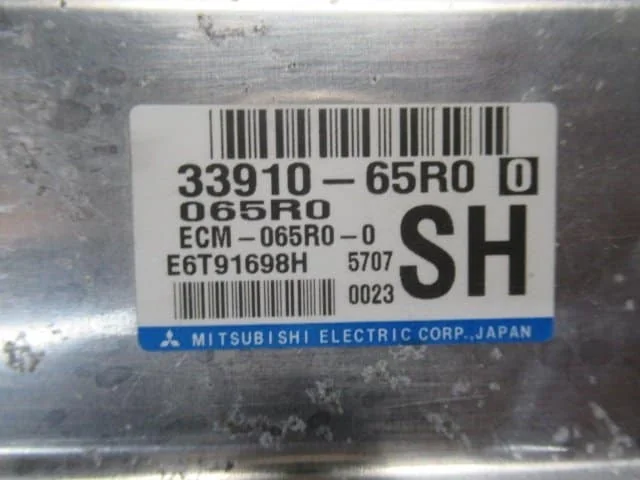 33910-65R0 0
065R0
ECM-065R0-0
E6T91698H 5707
0023
SH
MITSUBISHI ELECTRIC CORP., JAPAN